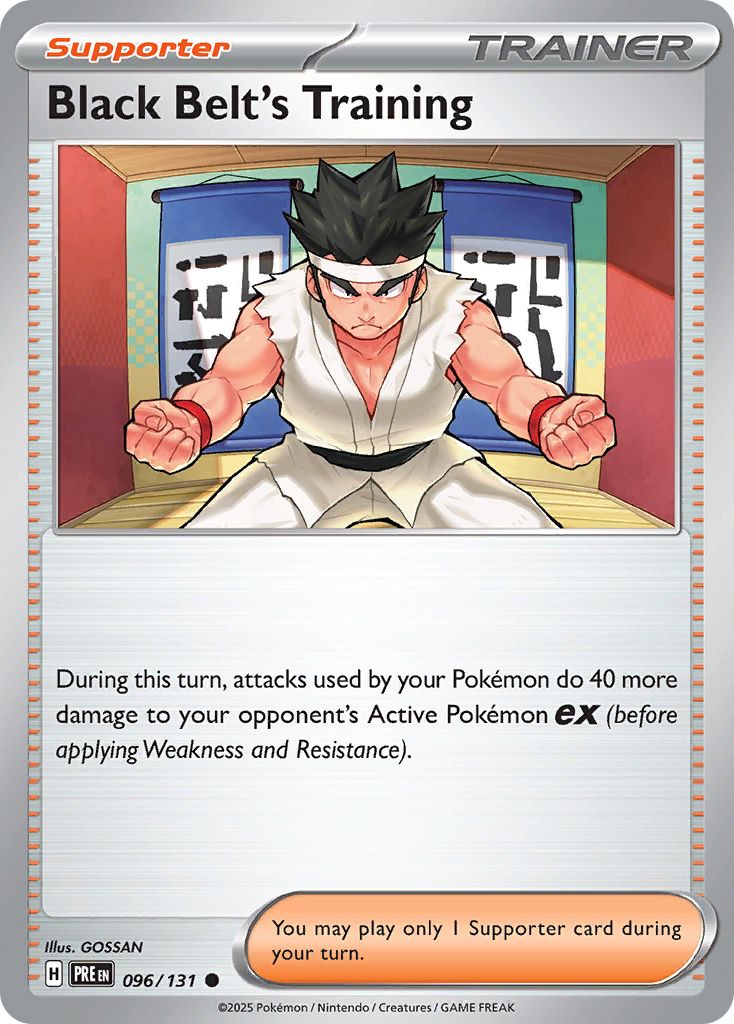 Supporter
TRAINER
Black Belt's Training
During this turn, attacks used by your Pokémon do 40 more
damage to your opponent's Active Pokémon ex (before
applying Weakness and Resistance).
You may play only 1 Supporter card during
your turn.
Illus. GOSSAN
H PRE EN 096/131
©2025 Pokémon / Nintendo / Creatures / GAME FREAK